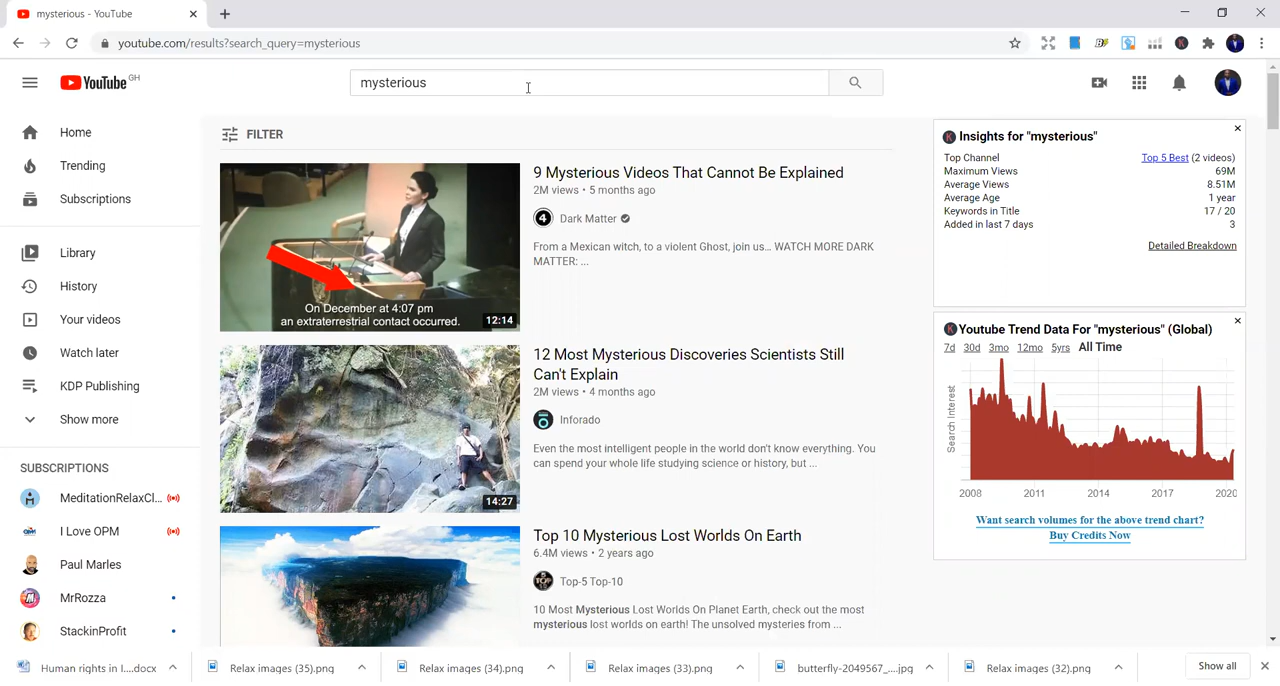 mysterious - YouTube
youtube.com/results?search_query=mysterious
YouTube GH
mysterious
Home
Trending
Subscriptions
Library
History
Your videos
Watch later
KDP Publishing
Show more
SUBSCRIPTIONS
MeditationRelaxCl...
I Love OPM
Paul Marles
MrRozza
StackinProfit
FILTER
On December at 4:07 pm
an extraterrestrial contact occurred.
12:14
9 Mysterious Videos That Cannot Be Explained
2M views • 5 months ago
4 Dark Matter
From a Mexican witch, to a violent Ghost, join us... WATCH MORE DARK
MATTER: ...
14:27
12 Most Mysterious Discoveries Scientists Still
Can't Explain
2M views • 4 months ago
Inforado
Even the most intelligent people in the world don't know everything. You
can spend your whole life studying science or history, but ...
Top 10 Mysterious Lost Worlds On Earth
6.4M views • 2 years ago
Top-5 Top-10
10 Most Mysterious Lost Worlds On Planet Earth, check out the most
mysterious lost worlds on earth! The unsolved mysteries from ...
K Insights for "mysterious"
Top Channel Top 5 Best (2 videos)
Maximum Views 69M
Average Views 8.51M
Average Age 1 year
Keywords in Title 17 / 20
Added in last 7 days 3
Detailed Breakdown
K Youtube Trend Data For "mysterious" (Global)
7d 30d 3mo 12mo 5yrs All Time
Search Interest
2008 2011 2014 2017 2020
Want search volumes for the above trend chart?
Buy Credits Now
Human rights in I....docx
Relax images (35).png
Relax images (34).png
Relax images (33).png
butterfly-2049567_....jpg
Relax images (32).png
Show all